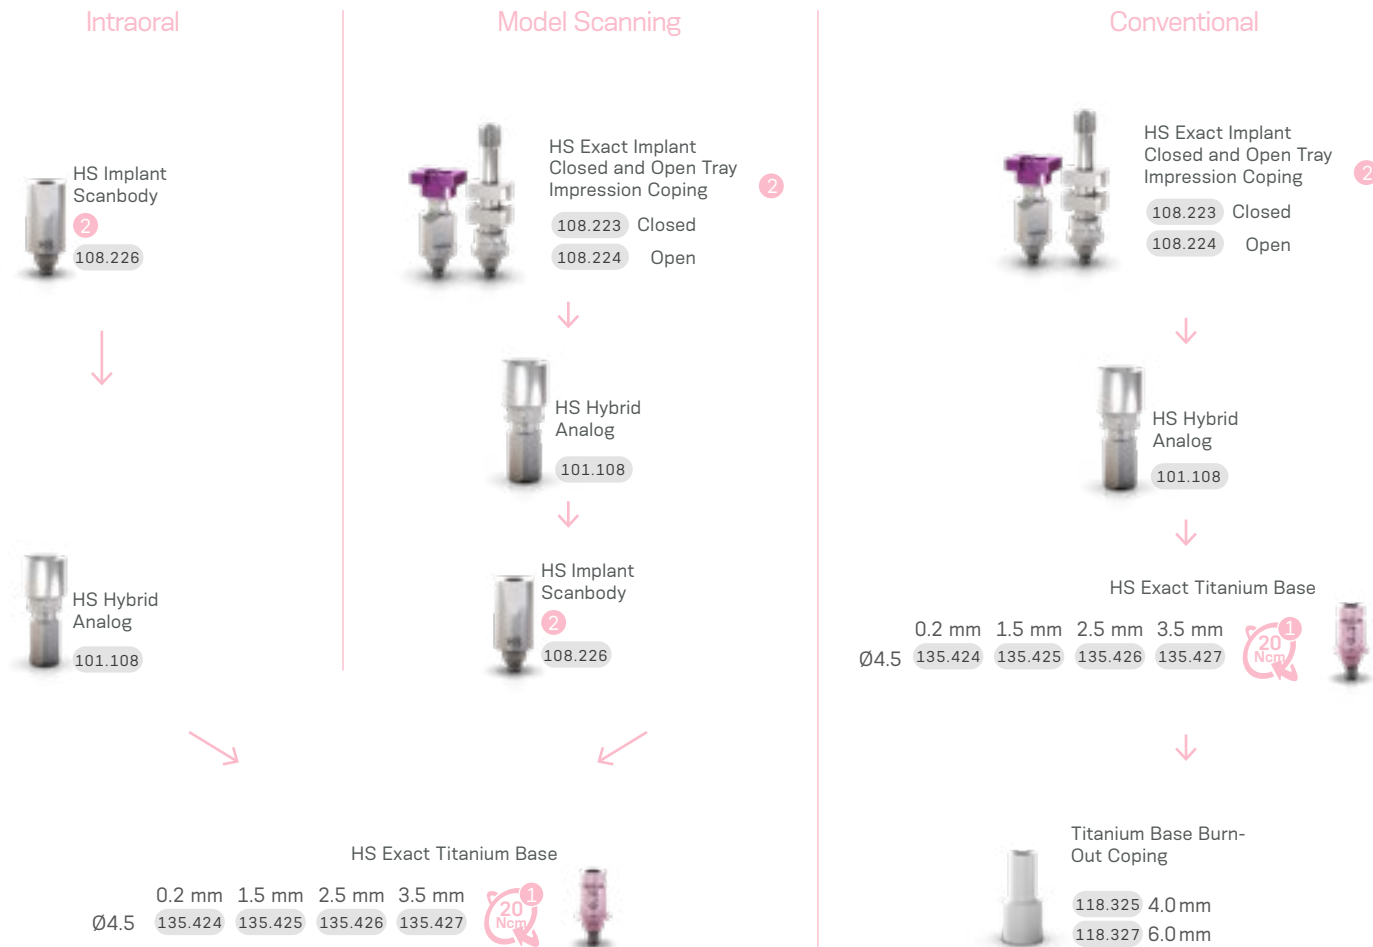 Intraoral
HS Implant
Scanbody
2
108.226
HS Hybrid
Analog
101.108
Model Scanning
HS Exact Implant
Closed and Open Tray
Impression Coping
2
108.223 Closed
108.224 Open
HS Hybrid
Analog
101.108
HS Implant
Scanbody
2
108.226
HS Exact Titanium Base
0.2 mm 1.5 mm 2.5 mm 3.5 mm
Ø4.5 135.424 135.425 135.426 135.427
20
Ncm
1
Conventional
HS Exact Implant
Closed and Open Tray
Impression Coping
2
108.223 Closed
108.224 Open
HS Hybrid
Analog
101.108
HS Exact Titanium Base
0.2 mm 1.5 mm 2.5 mm 3.5 mm
Ø4.5 135.424 135.425 135.426 135.427
20
Ncm
1
Titanium Base Burn-
Out Coping
118.325 4.0 mm
118.327 6.0 mm